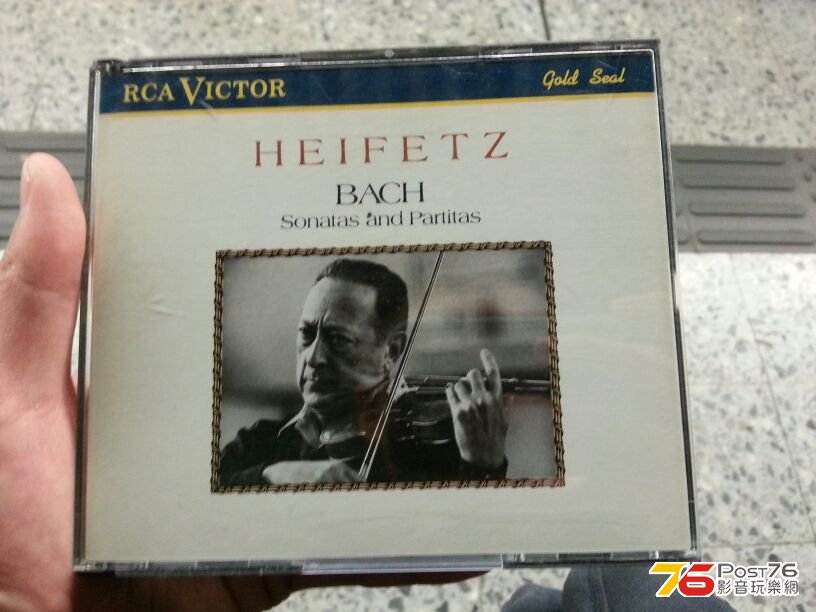 RCA VICTOR
Gold Seal
HEIFETZ
BACH
Sonatas and Partitas
76 Post76
影音玩樂網